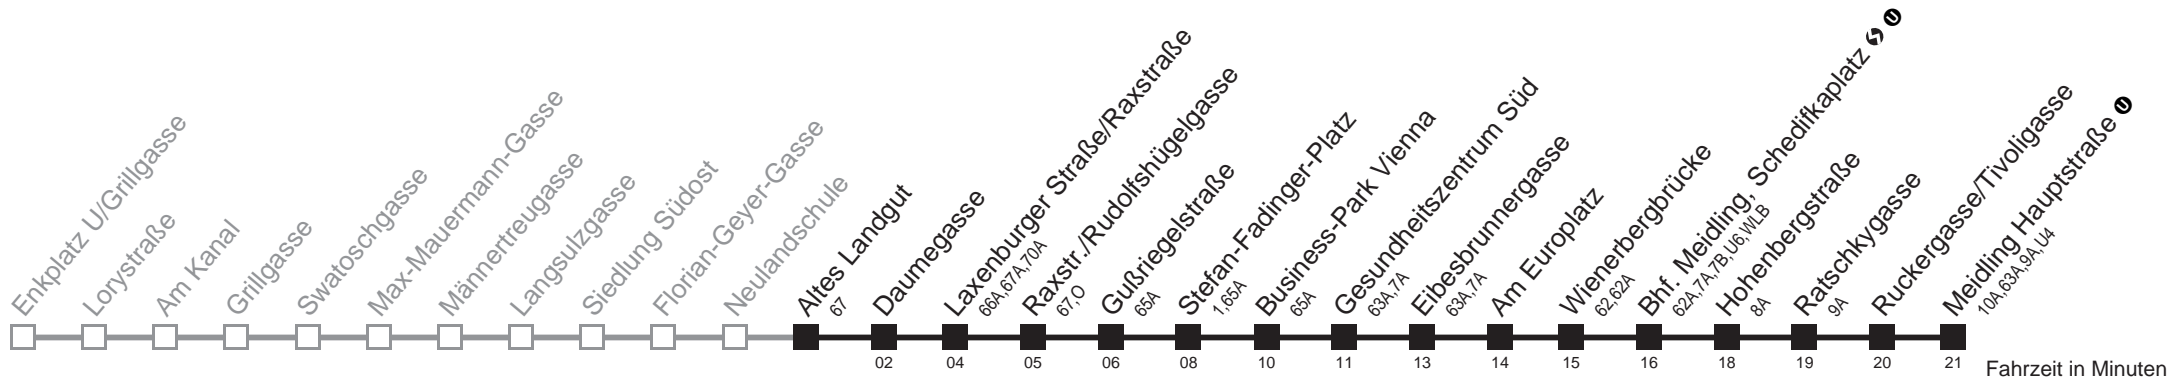 Enkplatz U/Grillgasse
Lorystraße
Am Kanal
Grillgasse
Swatoschgasse
Max-Mauermann-Gasse
Männertreugasse
Langsulzgasse
Siedlung Südost
Florian-Geyer-Gasse
Neulandschule
Altes Landgut
67
Daumegasse
Laxenburger Straße/Raxstraße
66A,67A,70A
Raxstr./Rudolfshügelgasse
67,O
Gußriegelstraße
65A
Stefan-Fadinger-Platz
1,65A
Business-Park Vienna
65A
Gesundheitszentrum Süd
63A,7A
Eibesbrunnergasse
63A,7A
Am Europlatz
Wienerbergbrücke
62,62A
Bhf. Meidling, Schedifkaplatz S U
62A,7A,7B,U6,WLB
Hohenbergstraße
8A
Ratschkygasse
9A
Ruckergasse/Tivoligasse
Meidling Hauptstraße U
10A,63A,9A,U4
02 04 05 06 08 10 11 13 14 15 16 18 19 20 21
Fahrzeit in Minuten